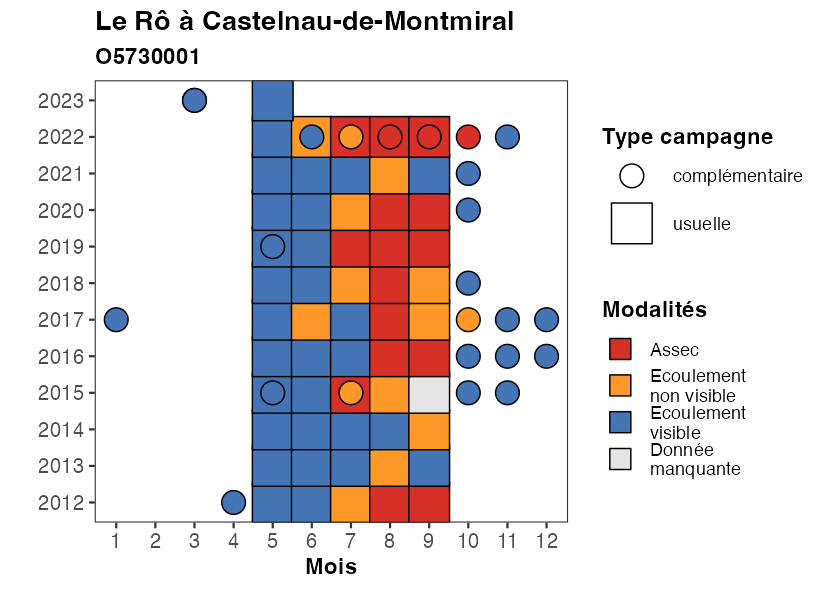 Le Rô à Castelnau-de-Montmiral
O5730001
2023
2022
2021
2020
2019
2018
2017
2016
2015
2014
2013
2012
1 2 3 4 5 6 7 8 9 10 11 12
Mois
Type campagne
complémentaire
usuelle
Modalités
Assec
Ecoulement
non visible
Ecoulement
visible
Donnée
manquante